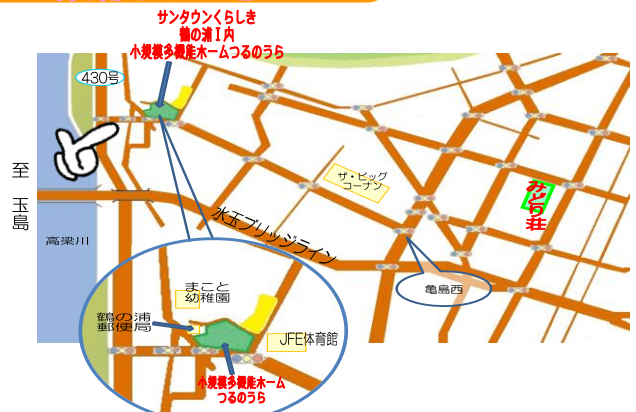 サンタウンくらしき
鶴の浦Ⅰ内
小規模多機能ホームつるのうら
430号
至 玉島
高梁川
ザ・ビッグ
コーナン
みどり荘
水玉ブリッジライン
亀島西
まこと
幼稚園
鶴の浦
郵便局
JFE体育館
小規模多機能ホーム
つるのうら